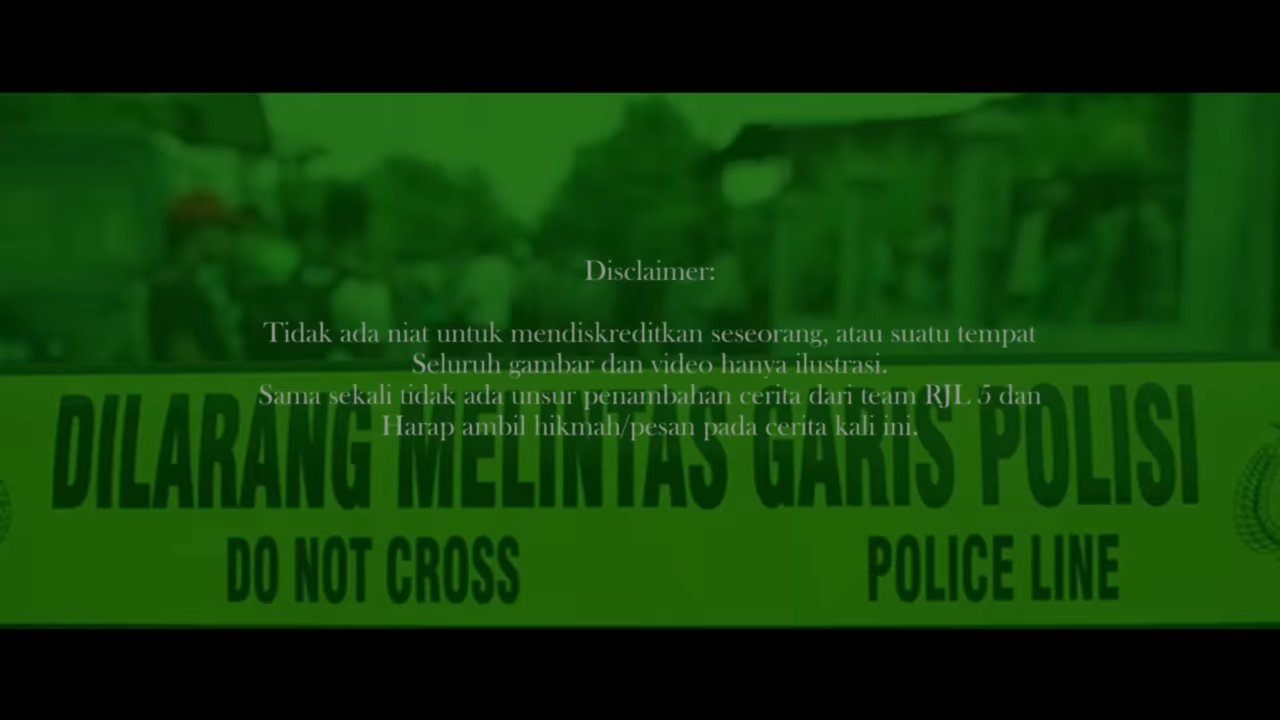 Disclaimer:
Tidak ada niat untuk mendiskreditkan seseorang, atau suatu tempat
Seluruh gambar dan video hanya ilustrasi.
Sama sekali tidak ada unsur penambahan cerita dari team RJL 5 dan
Harap ambil hikmah/pesan pada cerita kali ini.
DILARANG MELINTAS GARIS POLISI
DO NOT CROSS
POLICE LINE